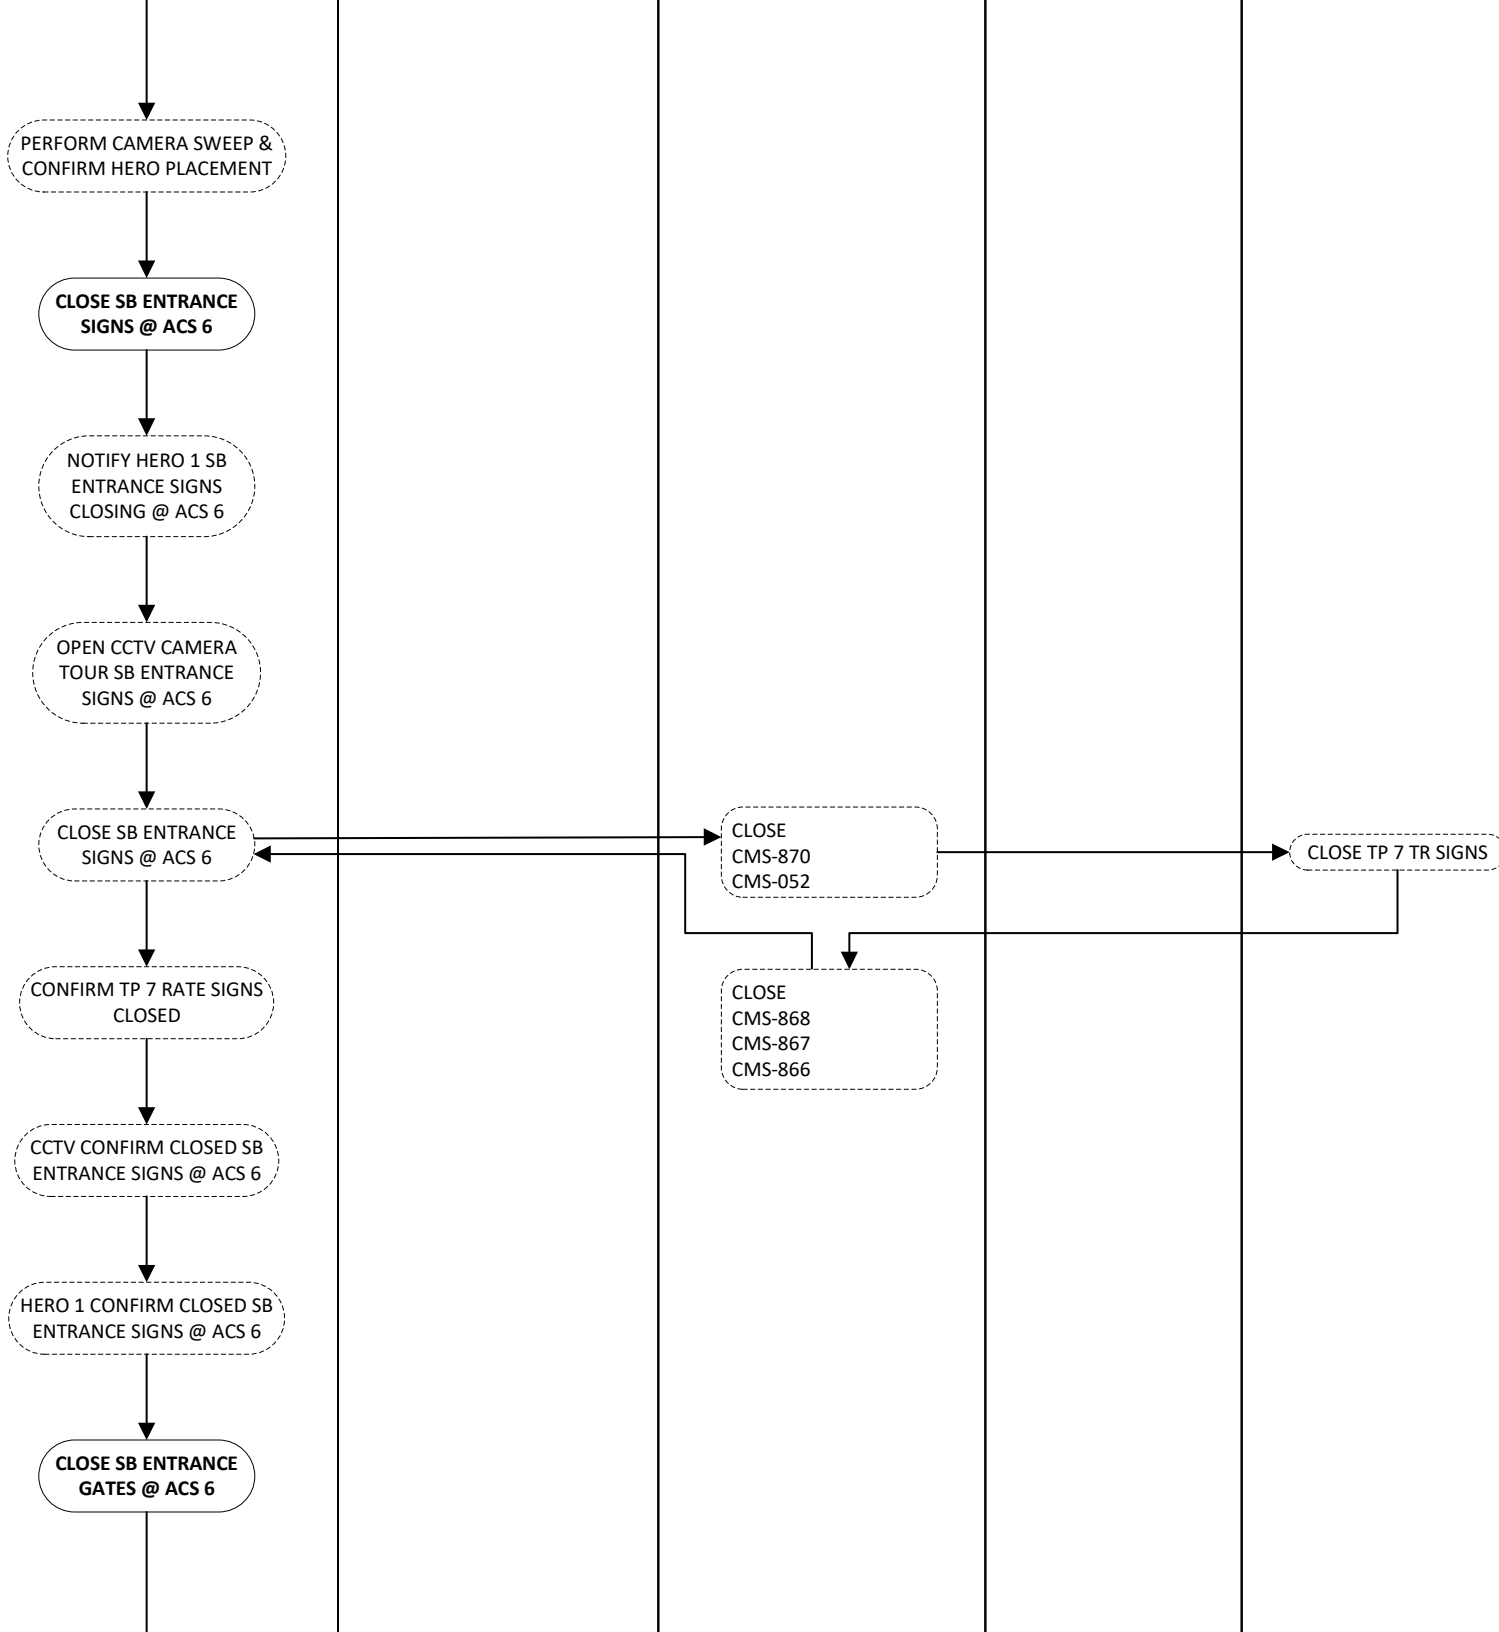 PERFORM CAMERA SWEEP &
CONFIRM HERO PLACEMENT
CLOSE SB ENTRANCE
SIGNS @ ACS 6
NOTIFY HERO 1 SB
ENTRANCE SIGNS
CLOSING @ ACS 6
OPEN CCTV CAMERA
TOUR SB ENTRANCE
SIGNS @ ACS 6
CLOSE SB ENTRANCE
SIGNS @ ACS 6
CLOSE
CMS-870
CMS-052
CLOSE TP 7 TR SIGNS
CLOSE
CMS-868
CMS-867
CMS-866
CONFIRM TP 7 RATE SIGNS
CLOSED
CCTV CONFIRM CLOSED SB
ENTRANCE SIGNS @ ACS 6
HERO 1 CONFIRM CLOSED SB
ENTRANCE SIGNS @ ACS 6
CLOSE SB ENTRANCE
GATES @ ACS 6